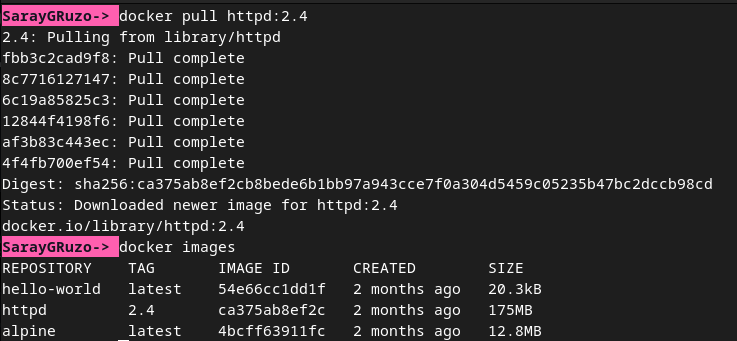 SarayGRuzo-> docker pull httpd:2.4
2.4: Pulling from library/httpd
fbb3c2cad9f8: Pull complete
8c7716127147: Pull complete
6c19a85825c3: Pull complete
12844f4198f6: Pull complete
af3b83c443ec: Pull complete
4f4fb700ef54: Pull complete
Digest: sha256:ca375ab8ef2cb8bede6b1bb97a943cce7f0a304d5459c05235b47bc2dccb98cd
Status: Downloaded newer image for httpd:2.4
docker.io/library/httpd:2.4
SarayGRuzo-> docker images
REPOSITORY    TAG       IMAGE ID       CREATED        SIZE
hello-world   latest    54e66cc1dd1f   2 months ago   20.3kB
httpd         2.4       ca375ab8ef2c   2 months ago   175MB
alpine        latest    4bcff63911fc   2 months ago   12.8MB